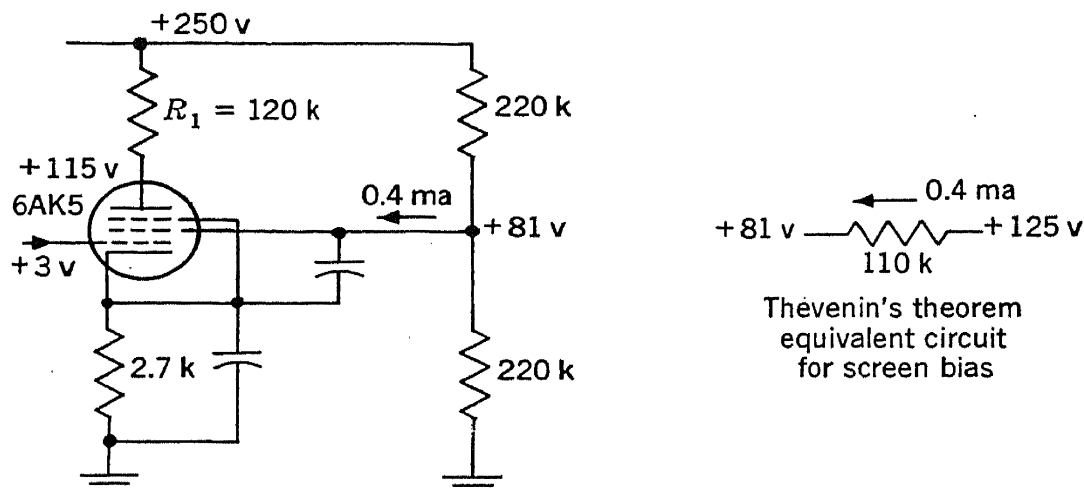 +250 v
R₁ = 120 k
220 k
+115 v
6AK5
0.4 ma
+81 v
+3 v
2.7 k
220 k
0.4 ma
+81 v
+125 v
110 k
Thévenin's theorem
equivalent circuit
for screen bias